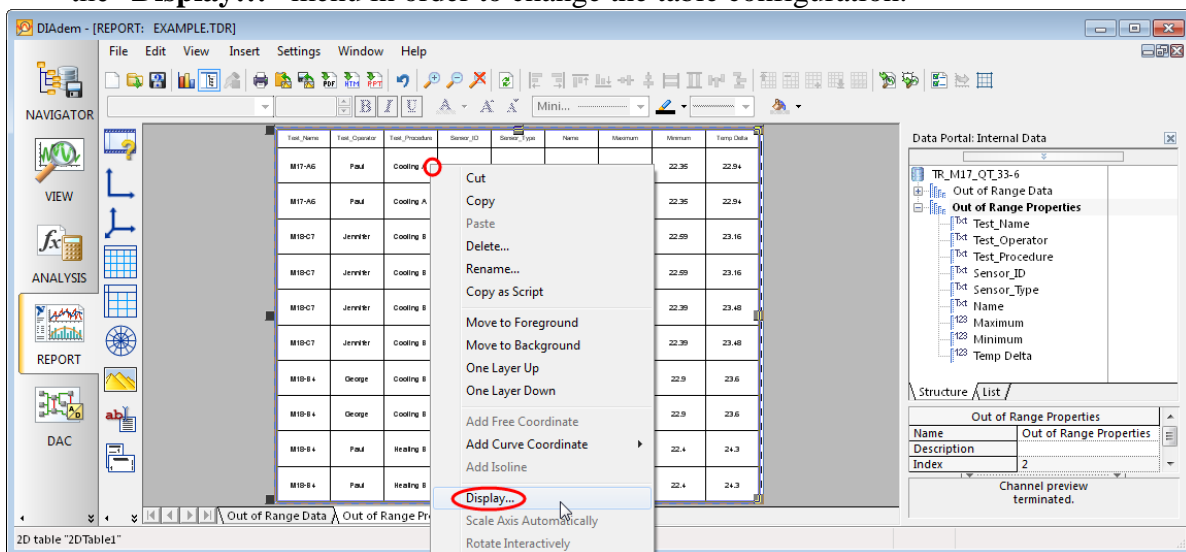 the "Display…" menu in order to change the table configuration.
DIAdem - [REPORT: EXAMPLE.TDR]
File Edit View Insert Settings Window Help
NAVIGATOR
Mini...
VIEW
ANALYSIS
REPORT
DAC
Test_Name Test_Operator Test_Procedure Sensor_ID Sensor_Type Name Maximum Minimum Temp Delta
M17-A6 Paul Cooling 22.35 22.94
M17-A6 Paul Cooling A 22.35 22.94
M18-C7 Jennifer Cooling B 22.59 23.16
M18-C7 Jennifer Cooling B 22.59 23.16
M18-C7 Jennifer Cooling B 22.39 23.48
M18-C7 Jennifer Cooling B 22.39 23.48
M18-B4 George Cooling B 22.9 23.6
M18-B4 George Cooling B 22.9 23.6
M18-B4 Paul Heating B 22.4 24.3
M18-B4 Paul Heating B 22.4 24.3
Cut
Copy
Paste
Delete...
Rename...
Copy as Script
Move to Foreground
Move to Background
One Layer Up
One Layer Down
Add Free Coordinate
Add Curve Coordinate
Add Isoline
Display...
Scale Axis Automatically
Rotate Interactively
Data Portal: Internal Data
TR_M17_QT_33-6
Out of Range Data
Out of Range Properties
Txt Test_Name
Txt Test_Operator
Txt Test_Procedure
Txt Sensor_ID
Txt Sensor_Type
Txt Name
123 Maximum
123 Minimum
123 Temp Delta
Structure List
Out of Range Properties
Name Out of Range Properties
Description
Index 2
Channel preview
terminated.
Out of Range Data Out of Range Pr
2D table "2DTable1"